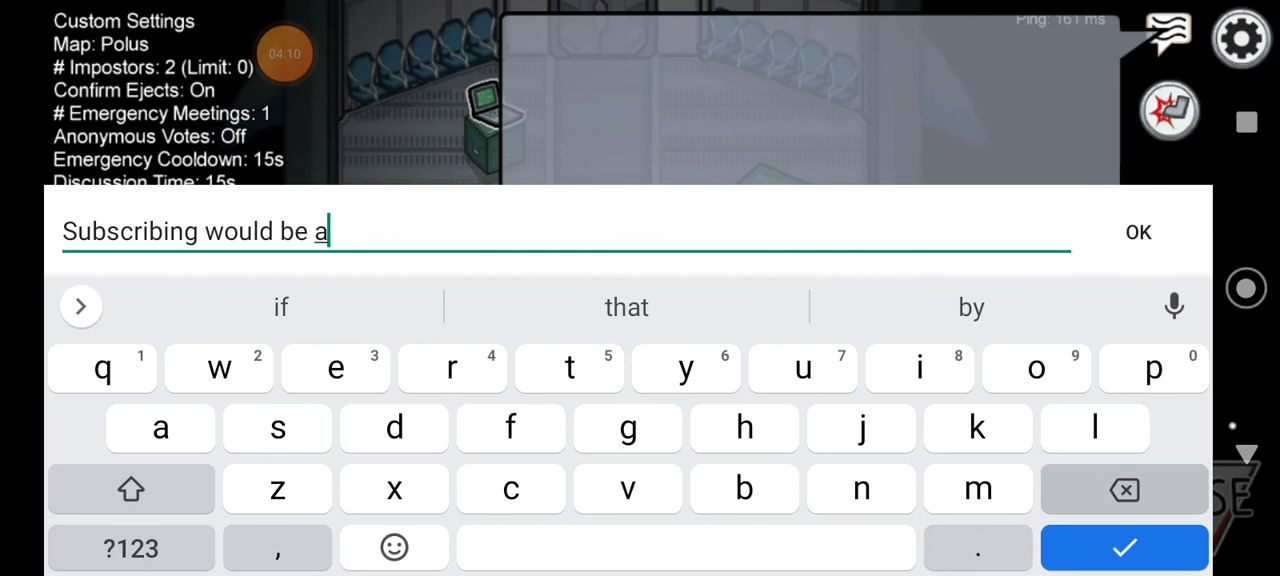 Custom Settings
Map: Polus
# Impostors: 2 (Limit: 0)
Confirm Ejects: On
# Emergency Meetings: 1
Anonymous Votes: Off
Emergency Cooldown: 15s
Discussion Time: 15s
04:10
Ping: 161 ms
Subscribing would be a
OK
if that by
q 1 w 2 e 3 r 4 t 5 y 6 u 7 i 8 o 9 p 0
a s d f g h j k l
z x c v b n m
?123 , .